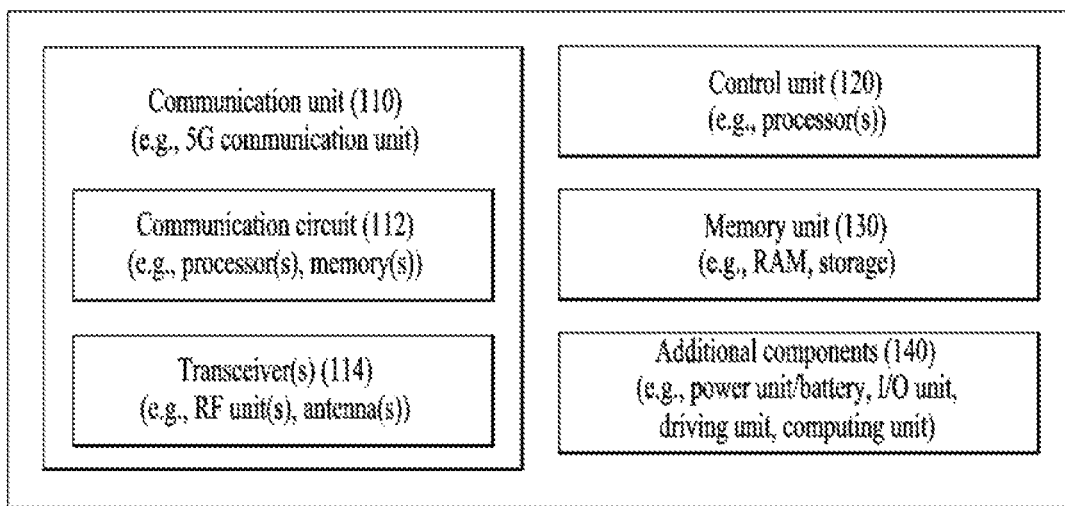 Communication unit (110)
(e.g., 5G communication unit)
Communication circuit (112)
(e.g., processor(s), memory(s))
Transceiver(s) (114)
(e.g., RF unit(s), antenna(s))
Control unit (120)
(e.g., processor(s))
Memory unit (130)
(e.g., RAM, storage)
Additional components (140)
(e.g., power unit/battery, I/O unit,
driving unit, computing unit)